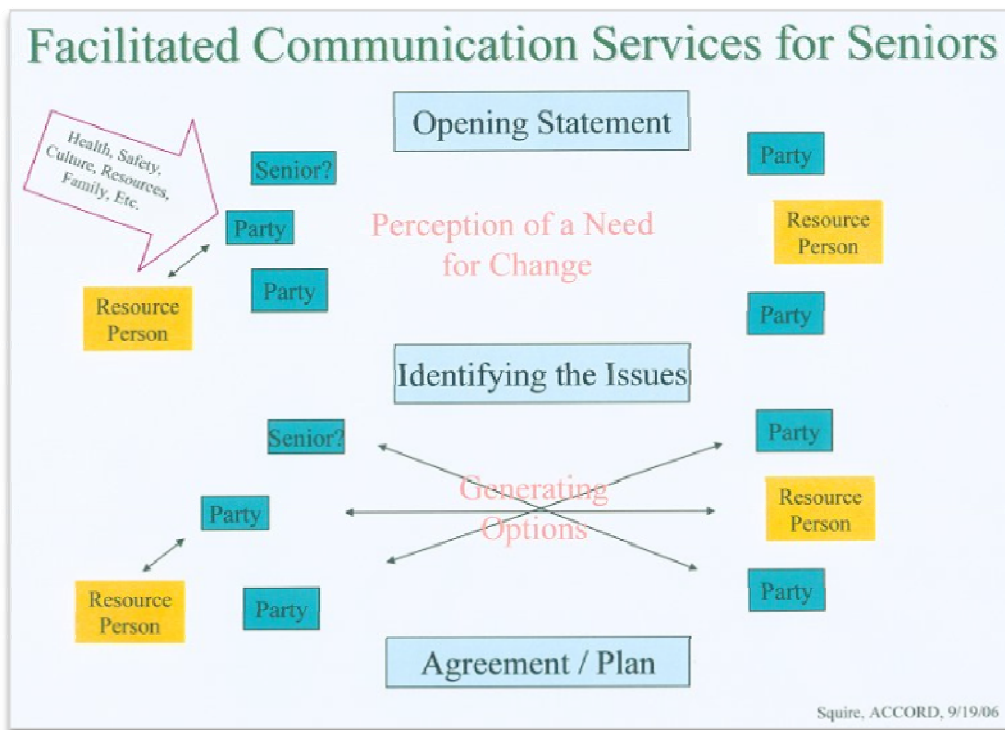 Facilitated Communication Services for Seniors
Health, Safety,
Culture, Resources,
Family, Etc.
Opening Statement
Senior?
Party
Party
Resource
Person
Perception of a Need
for Change
Party
Resource
Person
Party
Identifying the Issues
Senior?
Party
Resource
Person
Party
Generating
Options
Party
Resource
Person
Party
Agreement / Plan
Squire, ACCORD, 9/19/06